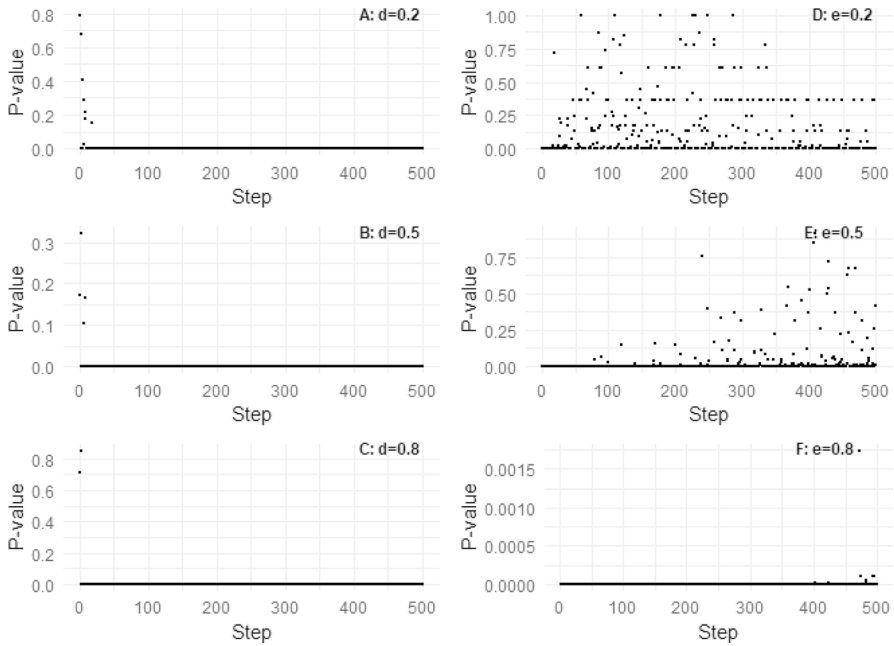 A: d=0.2
P-value
0.8
0.6
0.4
0.2
0.0
0 100 200 300 400 500
Step
D: e=0.2
P-value
1.00
0.75
0.50
0.25
0.00
0 100 200 300 400 500
Step
B: d=0.5
P-value
0.3
0.2
0.1
0.0
0 100 200 300 400 500
Step
E: e=0.5
P-value
0.75
0.50
0.25
0.00
0 100 200 300 400 500
Step
C: d=0.8
P-value
0.8
0.6
0.4
0.2
0.0
0 100 200 300 400 500
Step
F: e=0.8
P-value
0.0015
0.0010
0.0005
0.0000
0 100 200 300 400 500
Step